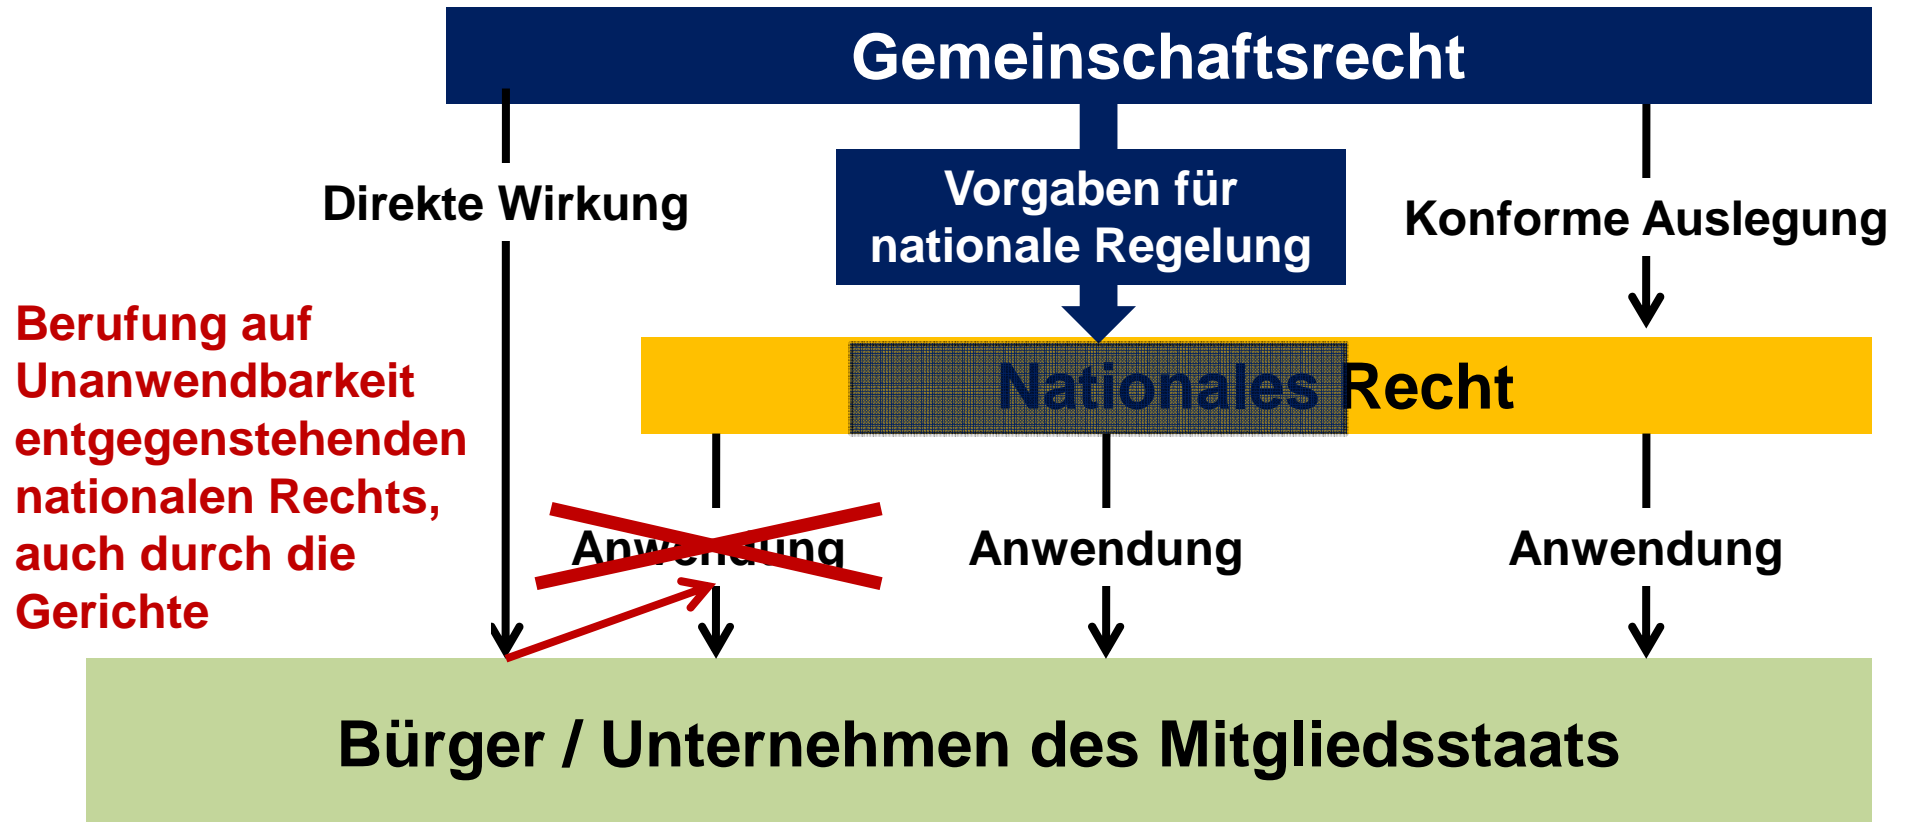 Gemeinschaftsrecht
Direkte Wirkung
Vorgaben für
nationale Regelung
Konforme Auslegung
Berufung auf
Unanwendbarkeit
entgegenstehenden
nationalen Rechts,
auch durch die
Gerichte
Nationales Recht
Anwendung
Anwendung
Anwendung
Bürger / Unternehmen des Mitgliedsstaats